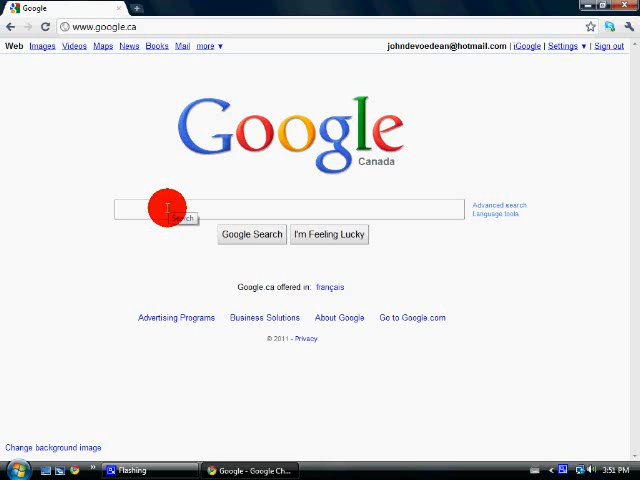 Google
www.google.ca
Web Images Videos Maps News Books Mail more ▼ johndevoedean@hotmail.com | iGoogle | Settings ▼ | Sign out
Google
Canada
Advanced search
Search
Language tools
Google Search I'm Feeling Lucky
Google.ca offered in: français
Advertising Programs Business Solutions About Google Go to Google.com
© 2011 - Privacy
Change background image
Flashing Google - Google Ch... 3:51 PM